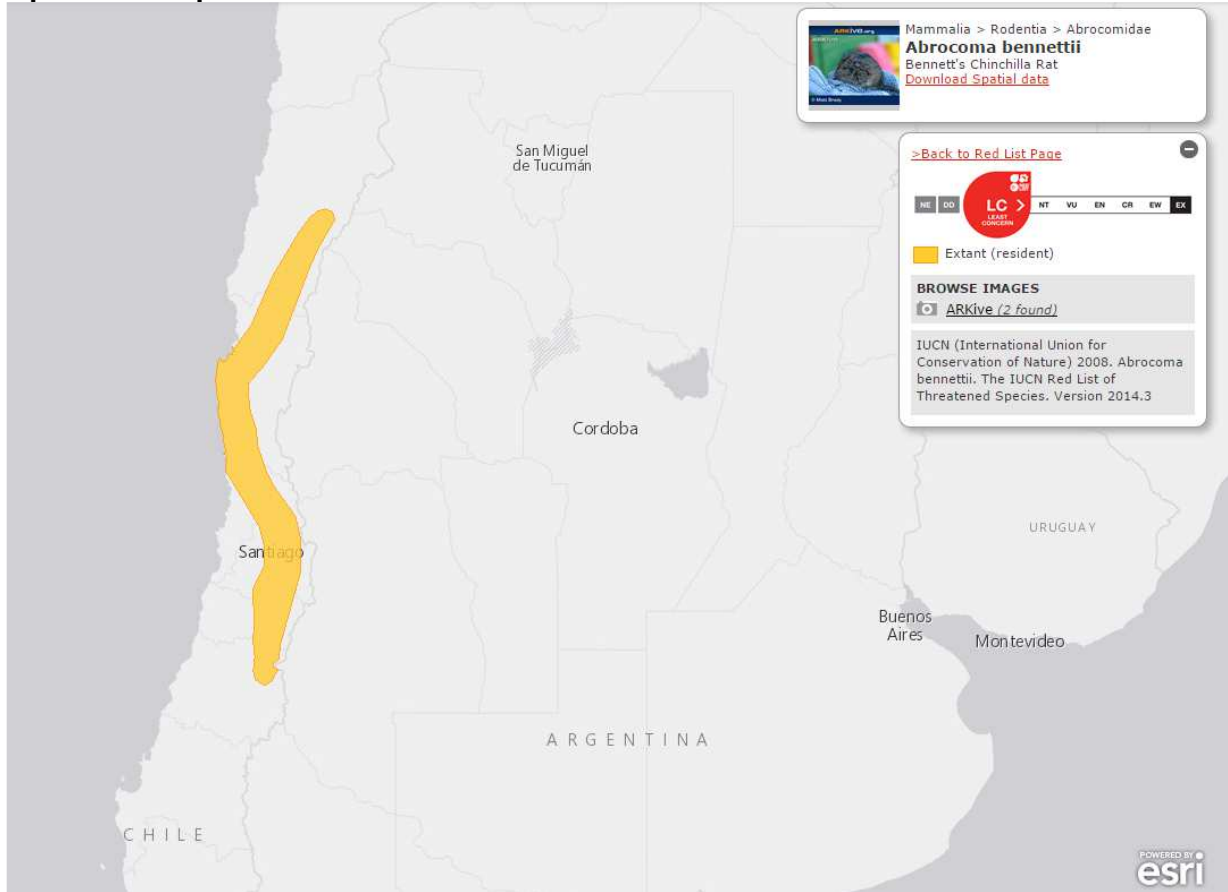 Mammalia > Rodentia > Abrocomidae
Abrocoma bennettii
Bennett's Chinchilla Rat
Download Spatial data
ARKive.org
>Back to Red List Page
NE DD LC > NT VU EN CR EW EX
LEAST
CONCERN
Extant (resident)
BROWSE IMAGES
ARKive (2 found)
IUCN (International Union for
Conservation of Nature) 2008. Abrocoma
bennettii. The IUCN Red List of
Threatened Species. Version 2014.3
San Miguel
de Tucumán
Cordoba
Santiago
URUGUAY
Buenos
Aires
Montevideo
ARGENTINA
CHILE
POWERED BY
esri